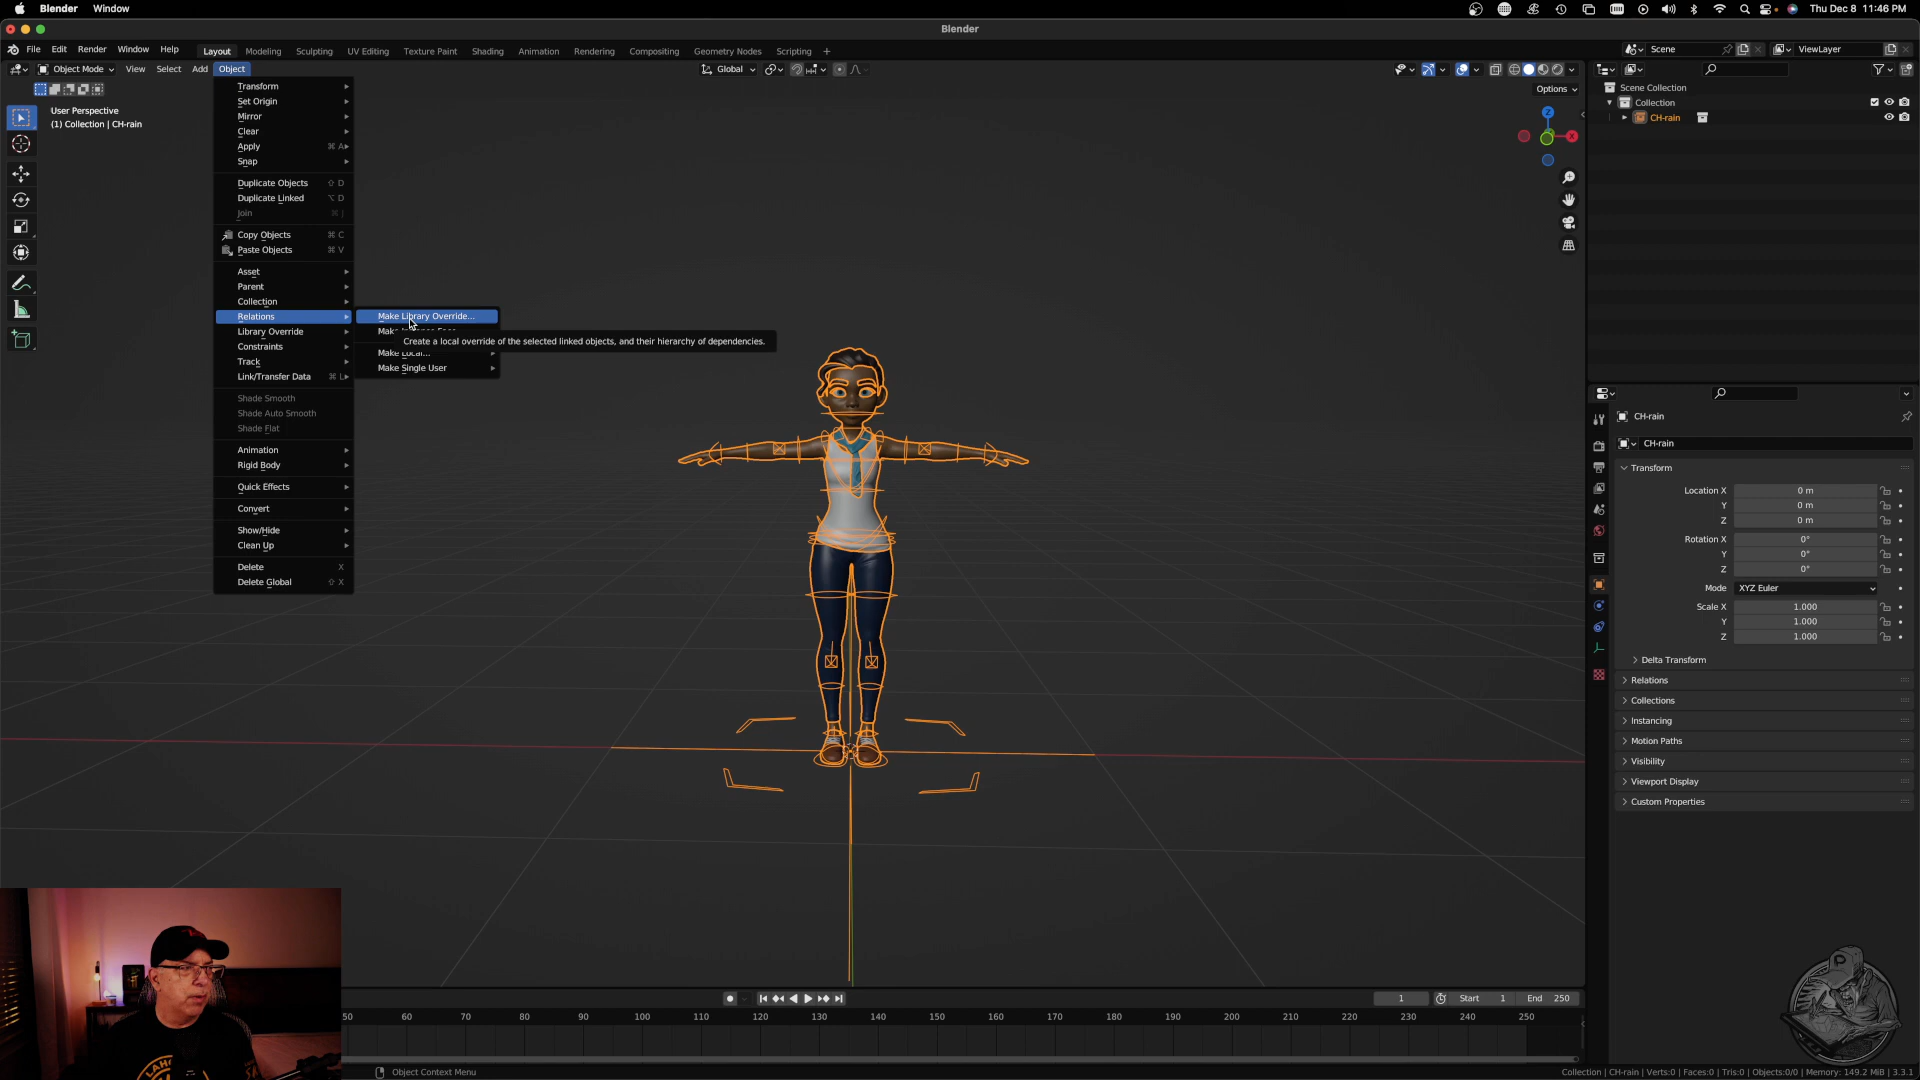 Blender Window Thu Dec 8 11:46 PM
Blender
File Edit Render Window Help Layout Modeling Sculpting UV Editing Texture Paint Shading Animation Rendering Compositing Geometry Nodes Scripting + Scene ViewLayer
Object Mode View Select Add Object Global
Options
User Perspective
(1) Collection | CH-rain
Transform
Set Origin
Mirror
Clear
Apply ⌘ A
Snap
Duplicate Objects ⇧ D
Duplicate Linked ⌥ D
Join ⌘ J
Copy Objects ⌘ C
Paste Objects ⌘ V
Asset
Parent
Collection
Relations
Library Override
Constraints
Track
Link/Transfer Data ⌘ L
Shade Smooth
Shade Auto Smooth
Shade Flat
Animation
Rigid Body
Quick Effects
Convert
Show/Hide
Clean Up
Delete X
Delete Global ⇧ X
Make Library Override...
Create a local override of the selected linked objects, and their hierarchy of dependencies.
Make Local...
Make Single User
X
Z
Scene Collection
Collection
CH-rain
CH-rain
CH-rain
Transform
Location X 0 m
Y 0 m
Z 0 m
Rotation X 0°
Y 0°
Z 0°
Mode XYZ Euler
Scale X 1.000
Y 1.000
Z 1.000
Delta Transform
Relations
Collections
Instancing
Motion Paths
Visibility
Viewport Display
Custom Properties
1 Start 1 End 250
50 60 70 80 90 100 110 120 130 140 150 160 170 180 190 200 210 220 230 240 250
Object Context Menu
Collection | CH-rain | Verts:0 | Faces:0 | Tris:0 | Objects:0/0 | Memory: 149.2 MiB | 3.3.1